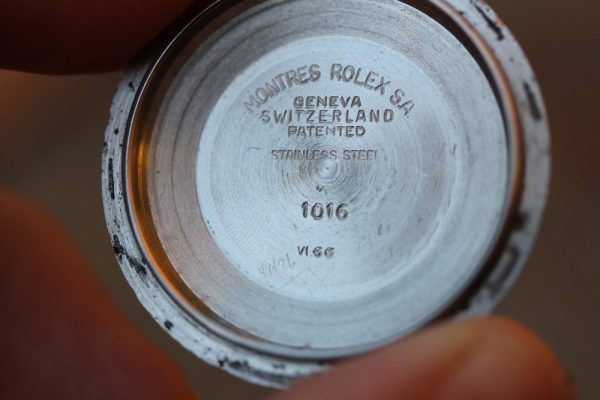 MONTRES ROLEX S.A.
GENEVA
SWITZERLAND
PATENTED
STAINLESS STEEL
1016
VI.66